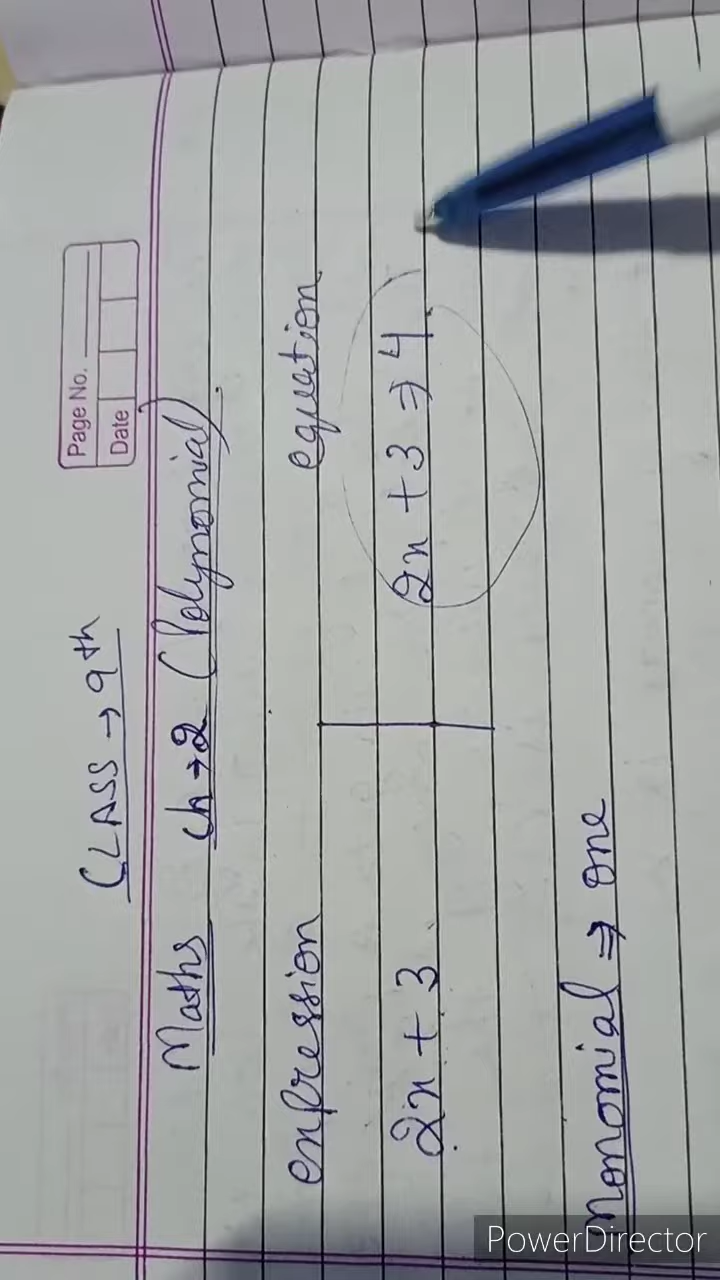 Page No.
Date
CLASS → 9th
Maths Ch → 2 (Polynomial)
expression equation
2x + 3 2x + 3 ⇒ 4
Monomial ⇒ one
PowerDirector